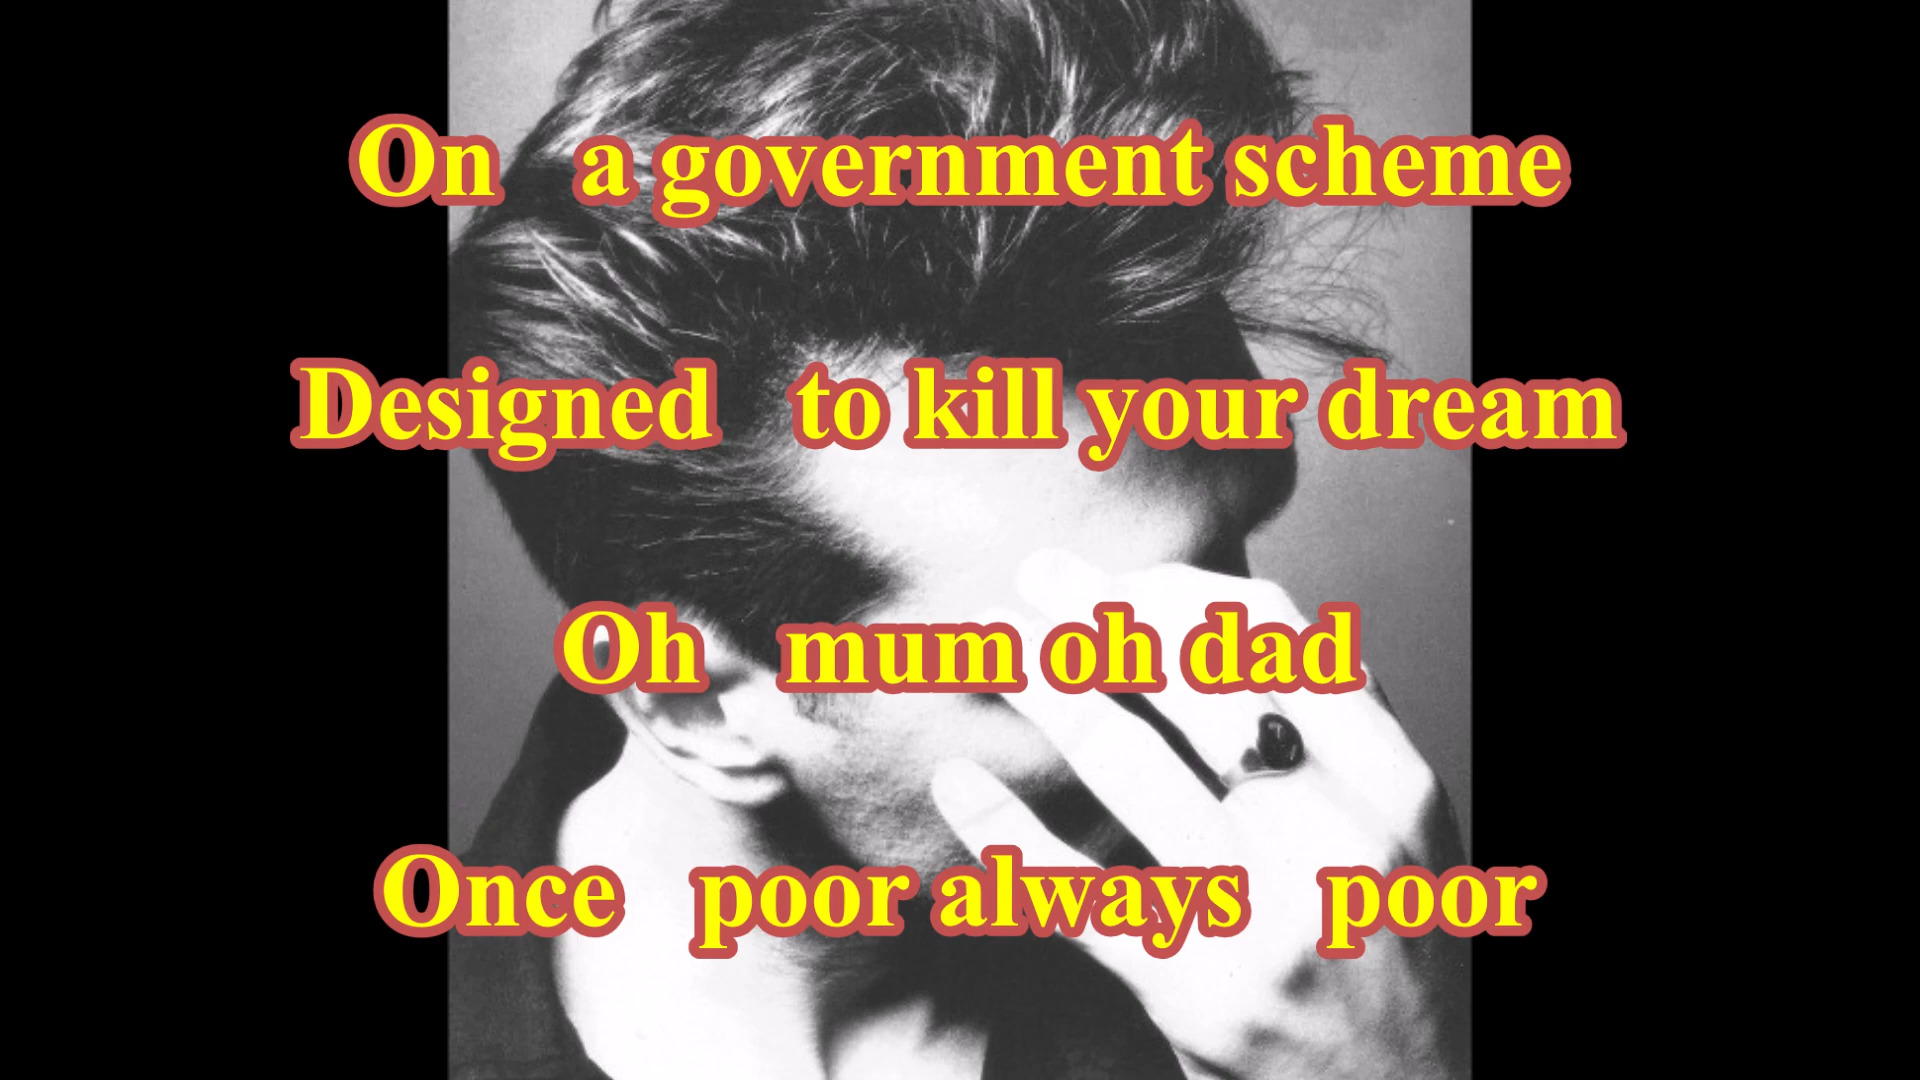 On a government scheme
Designed to kill your dream
Oh mum oh dad
Once poor always poor